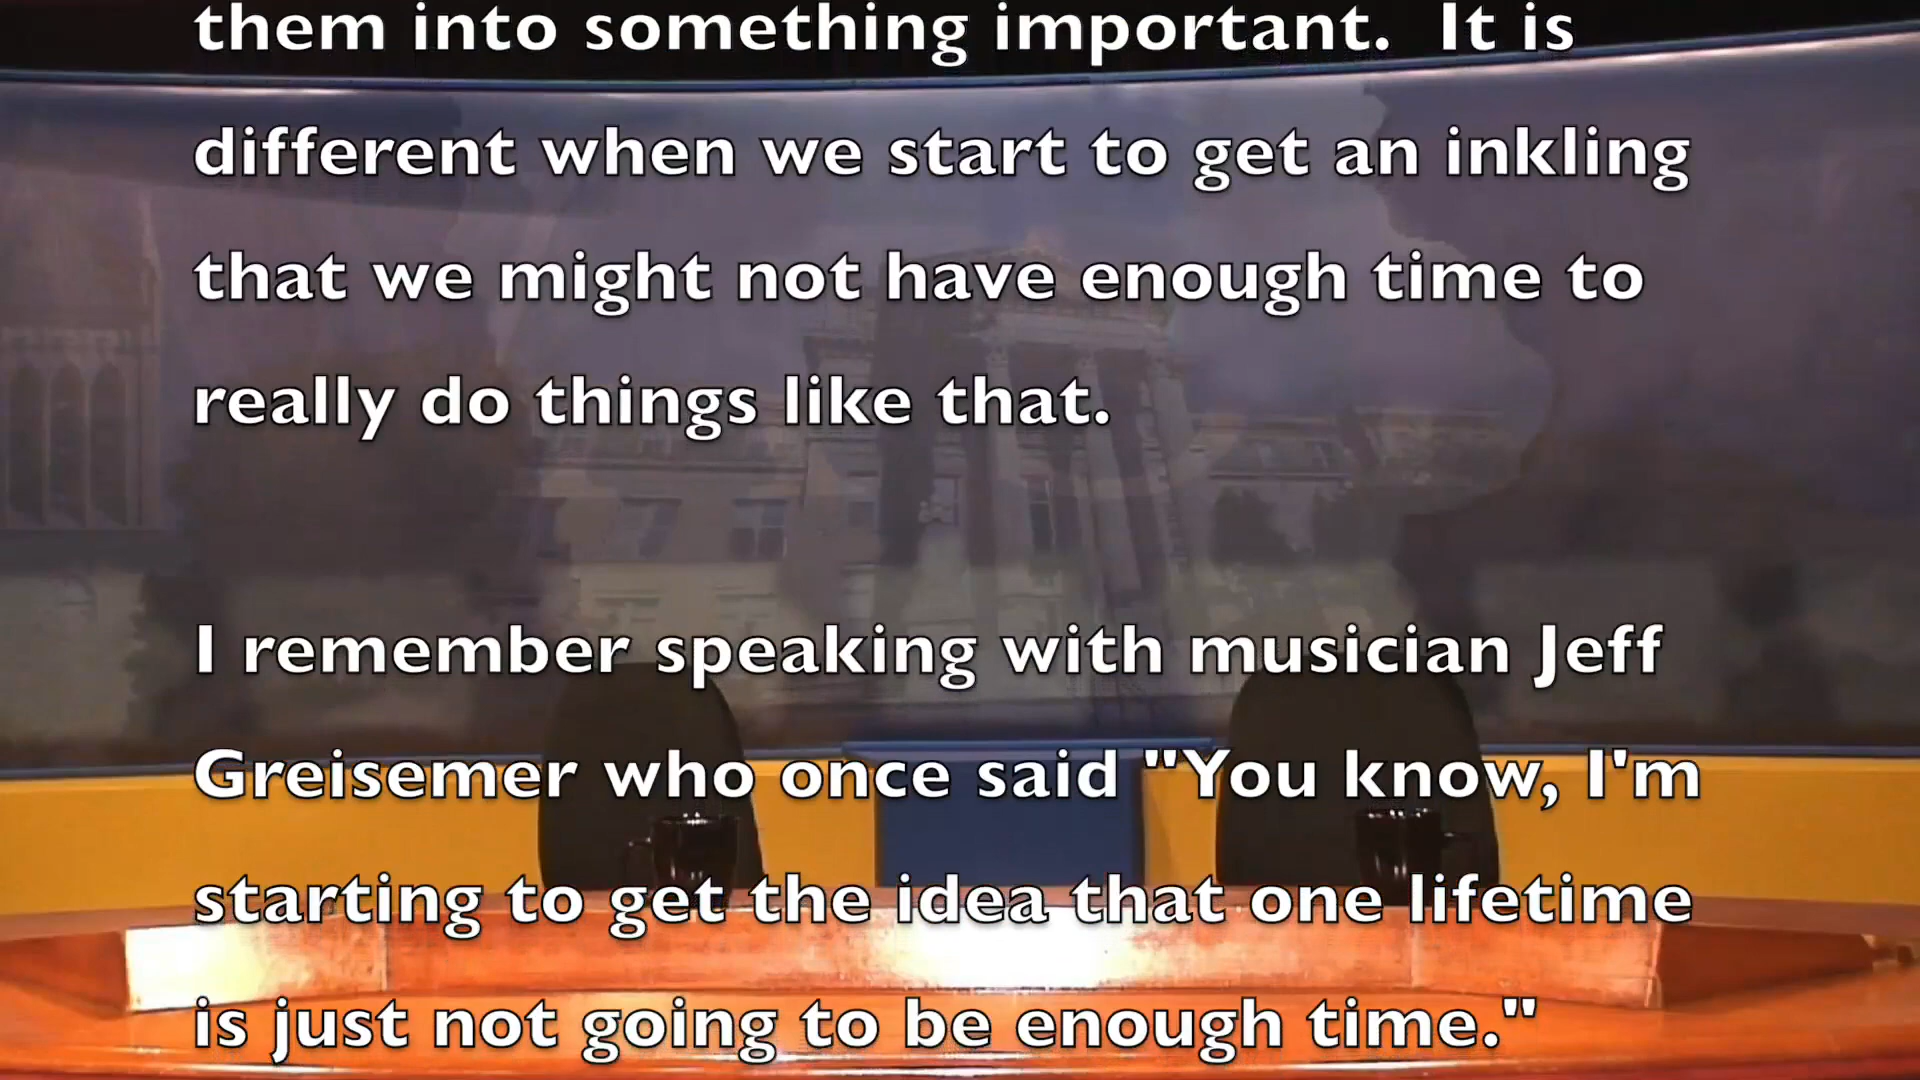 them into something important.  It is
different when we start to get an inkling
that we might not have enough time to
really do things like that.
I remember speaking with musician Jeff
Greisemer who once said "You know, I'm
starting to get the idea that one lifetime
is just not going to be enough time."